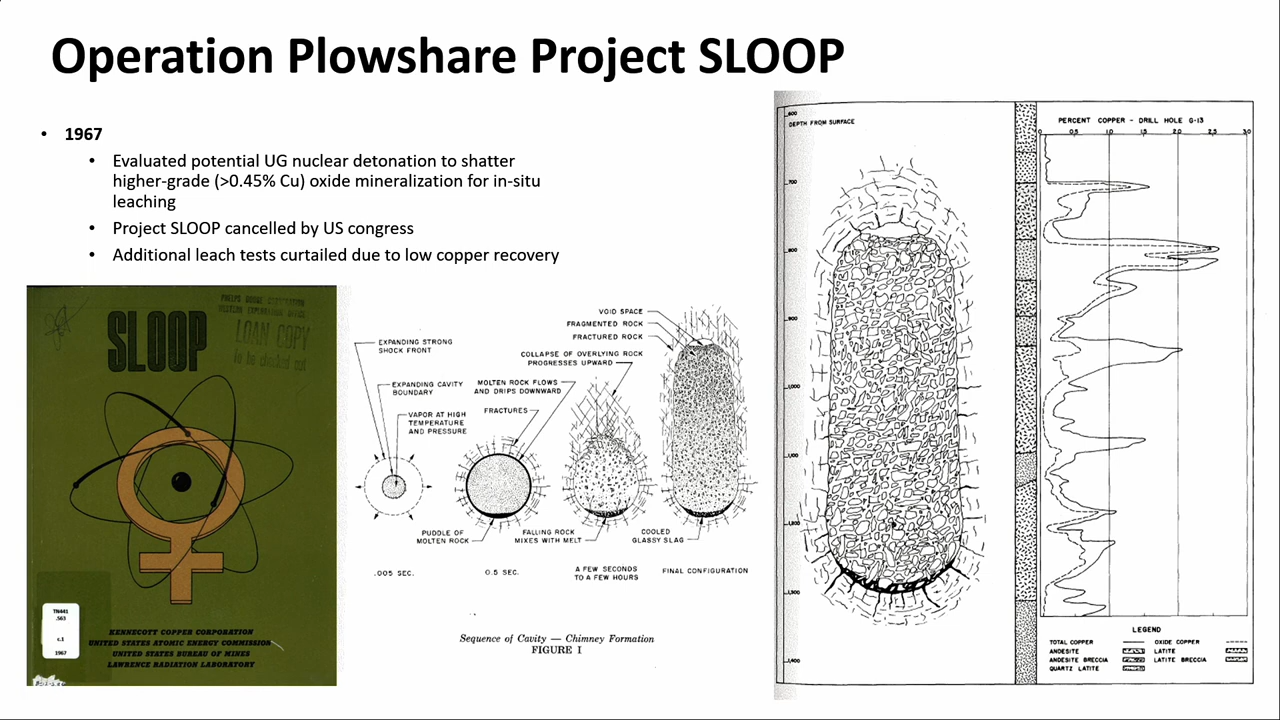 Operation Plowshare Project SLOOP
• 1967
• Evaluated potential UG nuclear detonation to shatter
higher-grade (>0.45% Cu) oxide mineralization for in-situ
leaching
• Project SLOOP cancelled by US congress
• Additional leach tests curtailed due to low copper recovery
SLOOP
LOAN COPY
TN441
.S63
c.1
1967
KENNECOTT COPPER CORPORATION
UNITED STATES ATOMIC ENERGY COMMISSION
UNITED STATES BUREAU OF MINES
LAWRENCE RADIATION LABORATORY
EXPANDING STRONG
SHOCK FRONT
EXPANDING CAVITY
BOUNDARY
VAPOR AT HIGH
TEMPERATURE
AND PRESSURE
VOID SPACE
FRAGMENTED ROCK
FRACTURED ROCK
COLLAPSE OF OVERLYING ROCK
PROGRESSES UPWARD
MOLTEN ROCK FLOWS
AND DRIPS DOWNWARD
FRACTURES
PUDDLE OF
MOLTEN ROCK
FALLING ROCK
MIXES WITH MELT
COOLED
GLASSY SLAG
.005 SEC.
0.5 SEC.
A FEW SECONDS
TO A FEW HOURS
FINAL CONFIGURATION
Sequence of Cavity — Chimney Formation
FIGURE I
600
DEPTH FROM SURFACE
700
800
900
1,000
1,100
1,200
1,300
1,400
PERCENT COPPER - DRILL HOLE G-13
0 0.5 1.0 1.5 2.0 2.5 3.0
LEGEND
TOTAL COPPER
OXIDE COPPER
ANDESITE
LATITE
ANDESITE BRECCIA
LATITE BRECCIA
QUARTZ LATITE